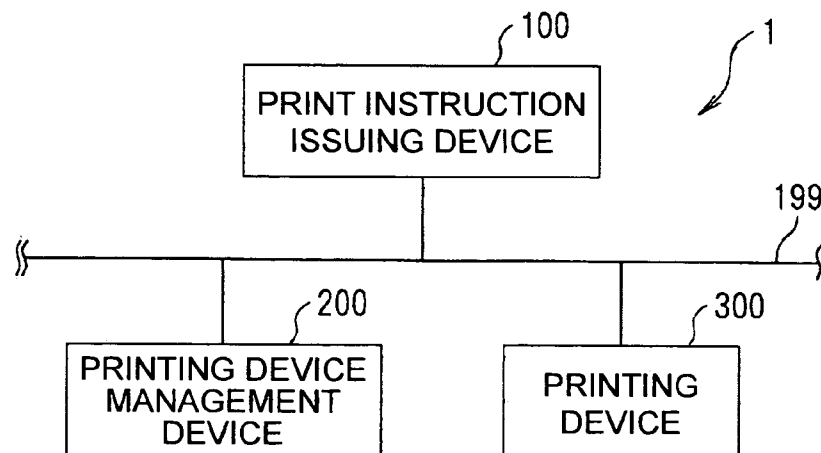 100
1
PRINT INSTRUCTION
ISSUING DEVICE
199
200
300
PRINTING DEVICE
MANAGEMENT
DEVICE
PRINTING
DEVICE